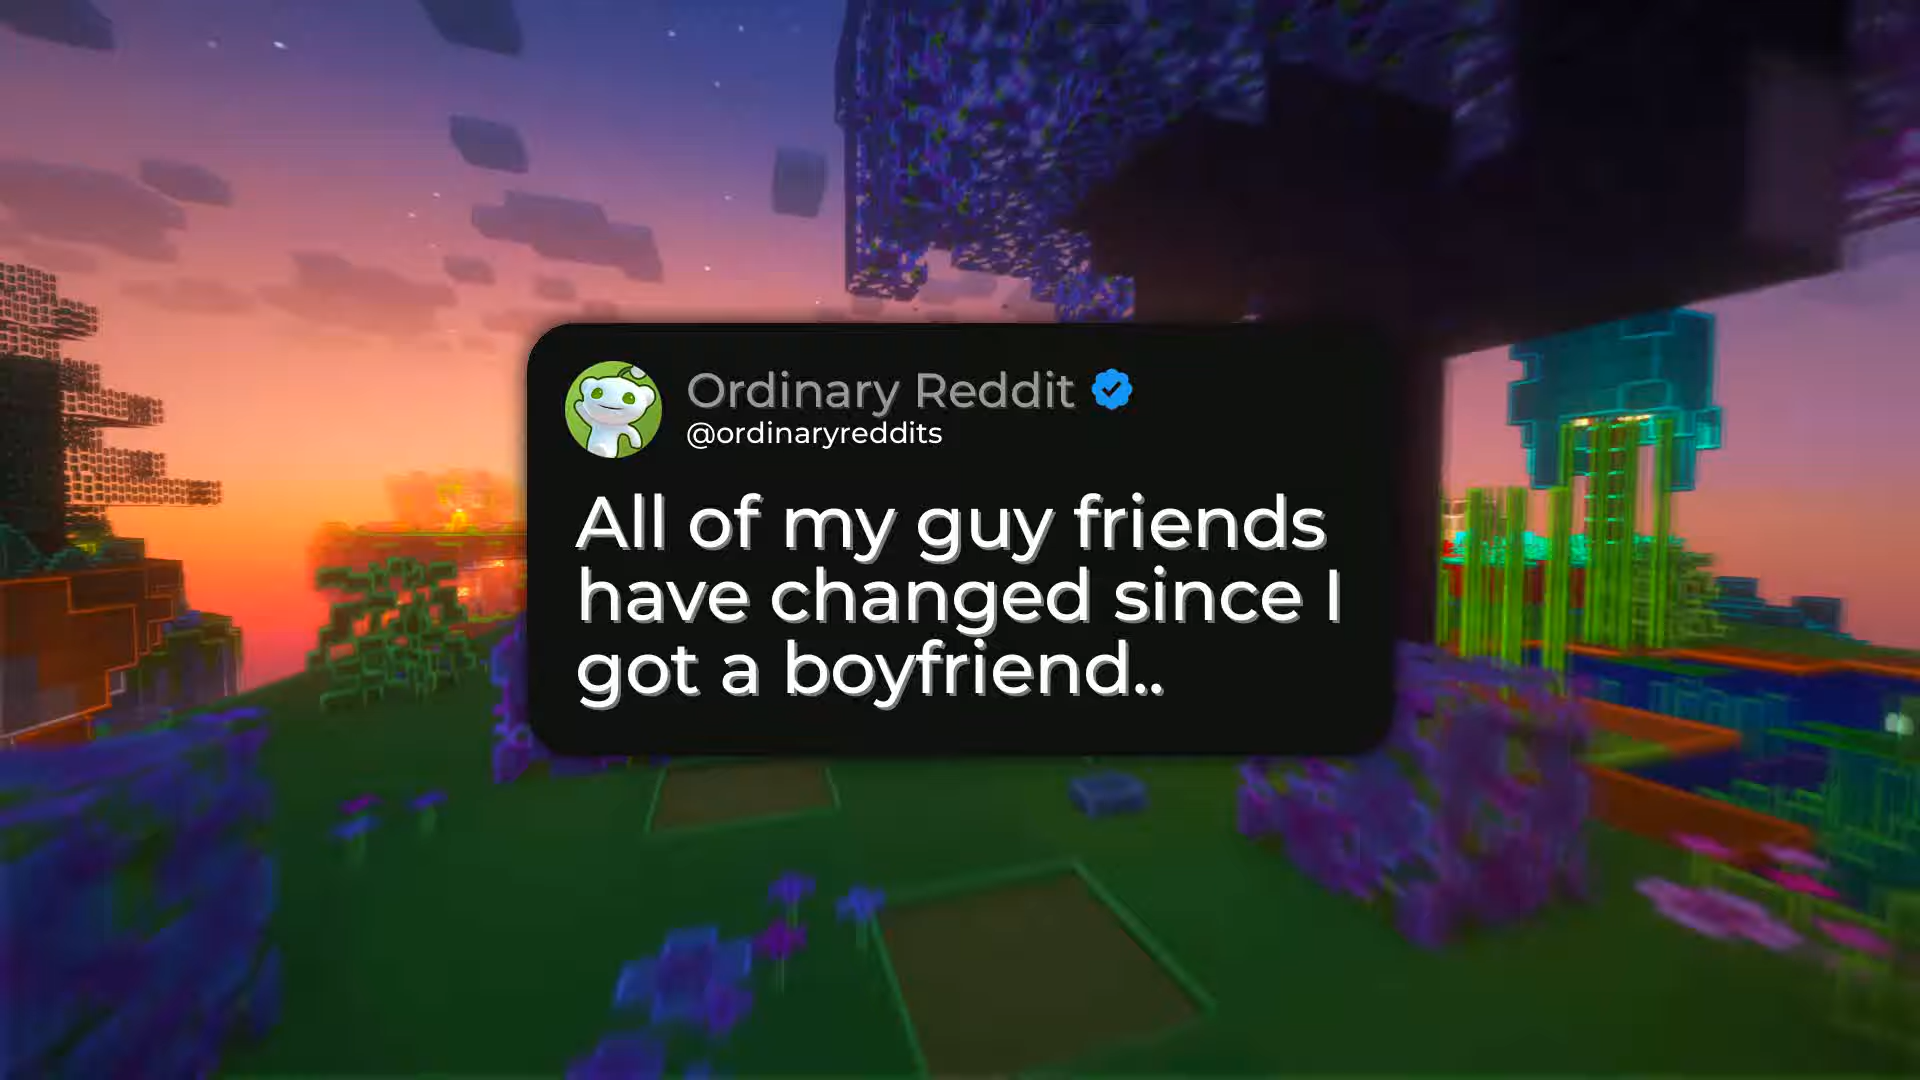 Ordinary Reddit
@ordinaryreddits
All of my guy friends
have changed since I
got a boyfriend..